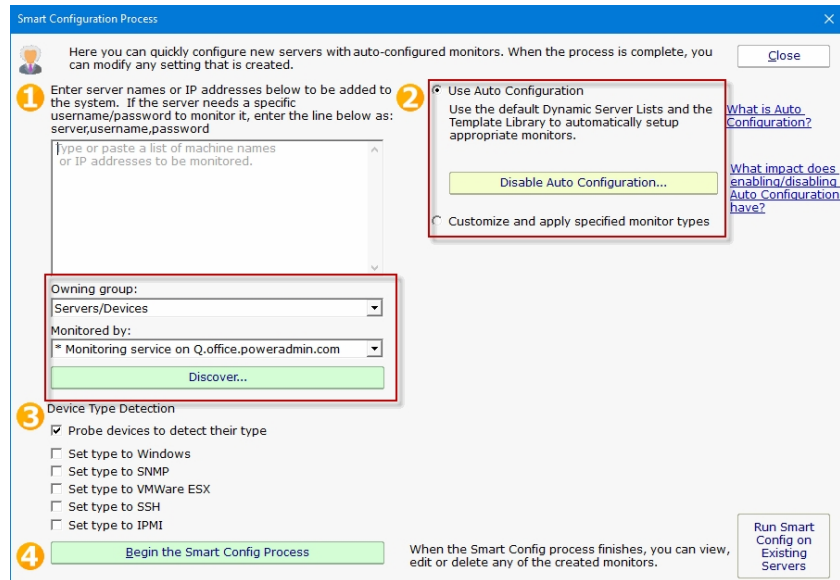 Smart Configuration Process
Here you can quickly configure new servers with auto-configured monitors. When the process is complete, you
can modify any setting that is created.
Close
1
Enter server names or IP addresses below to be added to
the system. If the server needs a specific
username/password to monitor it, enter the line below as:
server,username,password
Type or paste a list of machine names
or IP addresses to be monitored.
Owning group:
Servers/Devices
Monitored by:
* Monitoring service on Q.office.poweradmin.com
Discover...
2
Use Auto Configuration
Use the default Dynamic Server Lists and the
Template Library to automatically setup
appropriate monitors.
Disable Auto Configuration...
Customize and apply specified monitor types
What is Auto
Configuration?
What impact does
enabling/disabling
Auto Configuration
have?
3
Device Type Detection
Probe devices to detect their type
Set type to Windows
Set type to SNMP
Set type to VMWare ESX
Set type to SSH
Set type to IPMI
4
Begin the Smart Config Process
When the Smart Config process finishes, you can view,
edit or delete any of the created monitors.
Run Smart
Config on
Existing
Servers